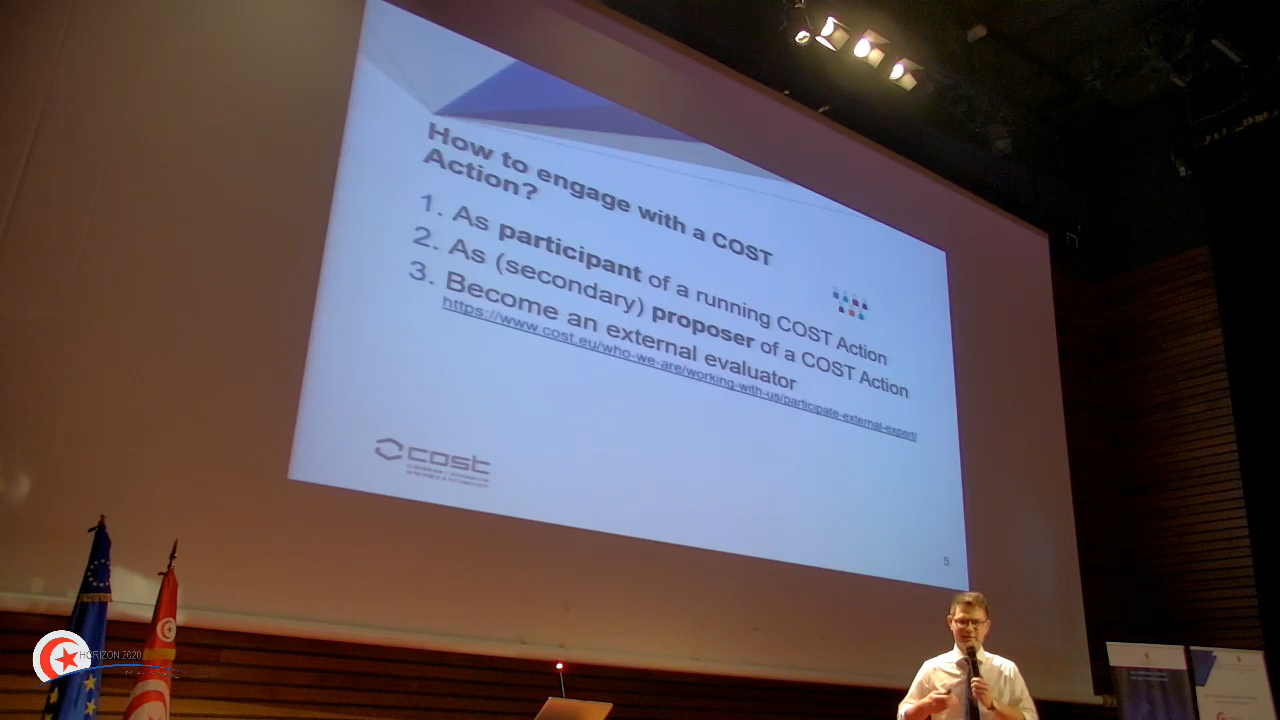 How to engage with a COST
Action?
1. As participant of a running COST Action
2. As (secondary) proposer of a COST Action
3. Become an external evaluator
https://www.cost.eu/who-we-are/working-with-us/participate-external-expert/
cost
5
HORIZON 2020